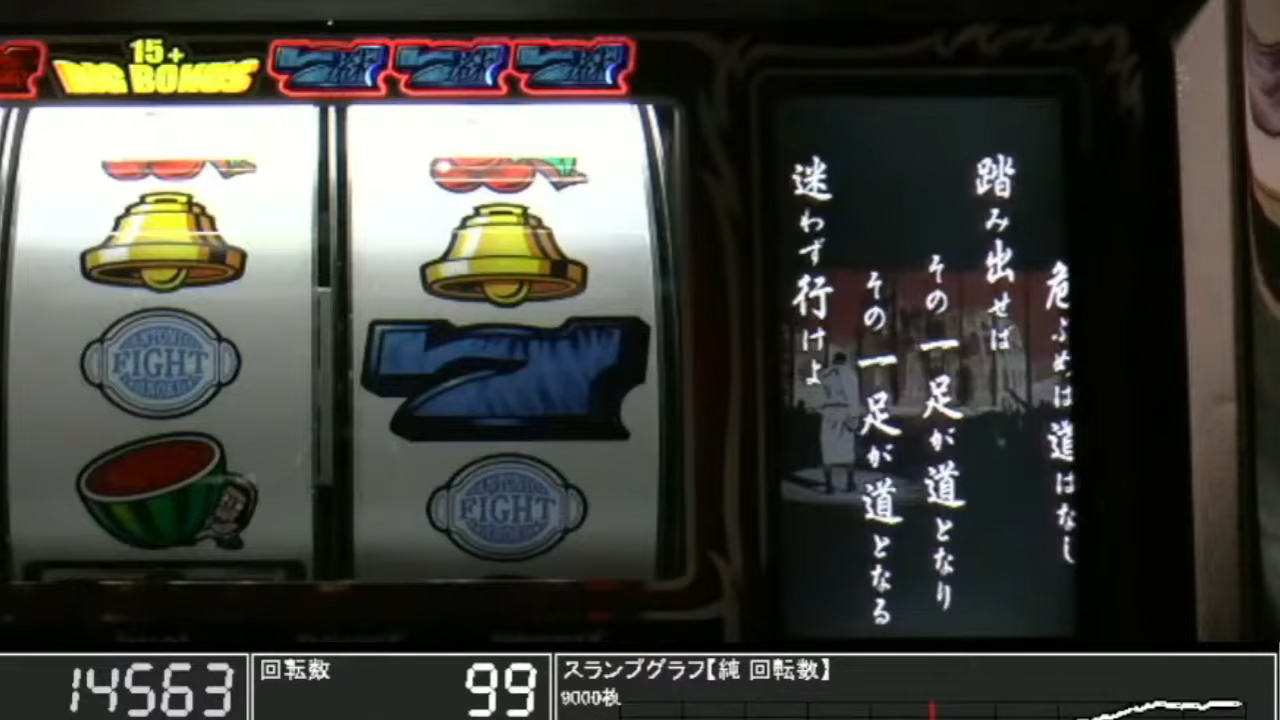 15+
BIG BONUS
FIGHT
FIGHT
危ぶめば道はなし
踏み出せば
その一足が道となり
その一足が道となる
迷わず行けよ
14563
回転数
99
スランプグラフ【純 回転数】
9000枚